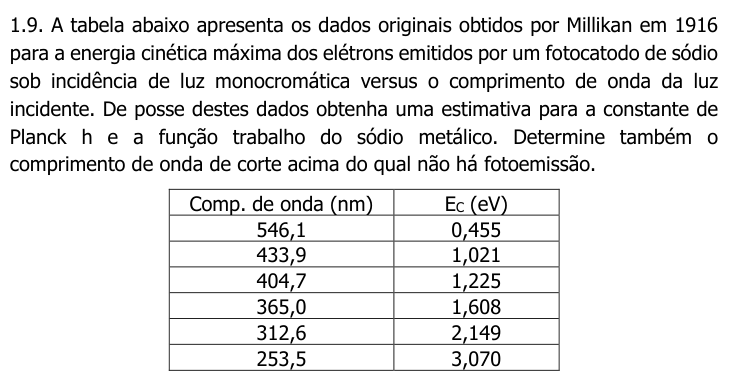 1.9. A tabela abaixo apresenta os dados originais obtidos por Millikan em 1916
para a energia cinética máxima dos elétrons emitidos por um fotocatodo de sódio
sob incidência de luz monocromática versus o comprimento de onda da luz
incidente. De posse destes dados obtenha uma estimativa para a constante de
Planck h e a função trabalho do sódio metálico. Determine também o
comprimento de onda de corte acima do qual não há fotoemissão.
Comp. de onda (nm) Ec (eV)
546,1 0,455
433,9 1,021
404,7 1,225
365,0 1,608
312,6 2,149
253,5 3,070